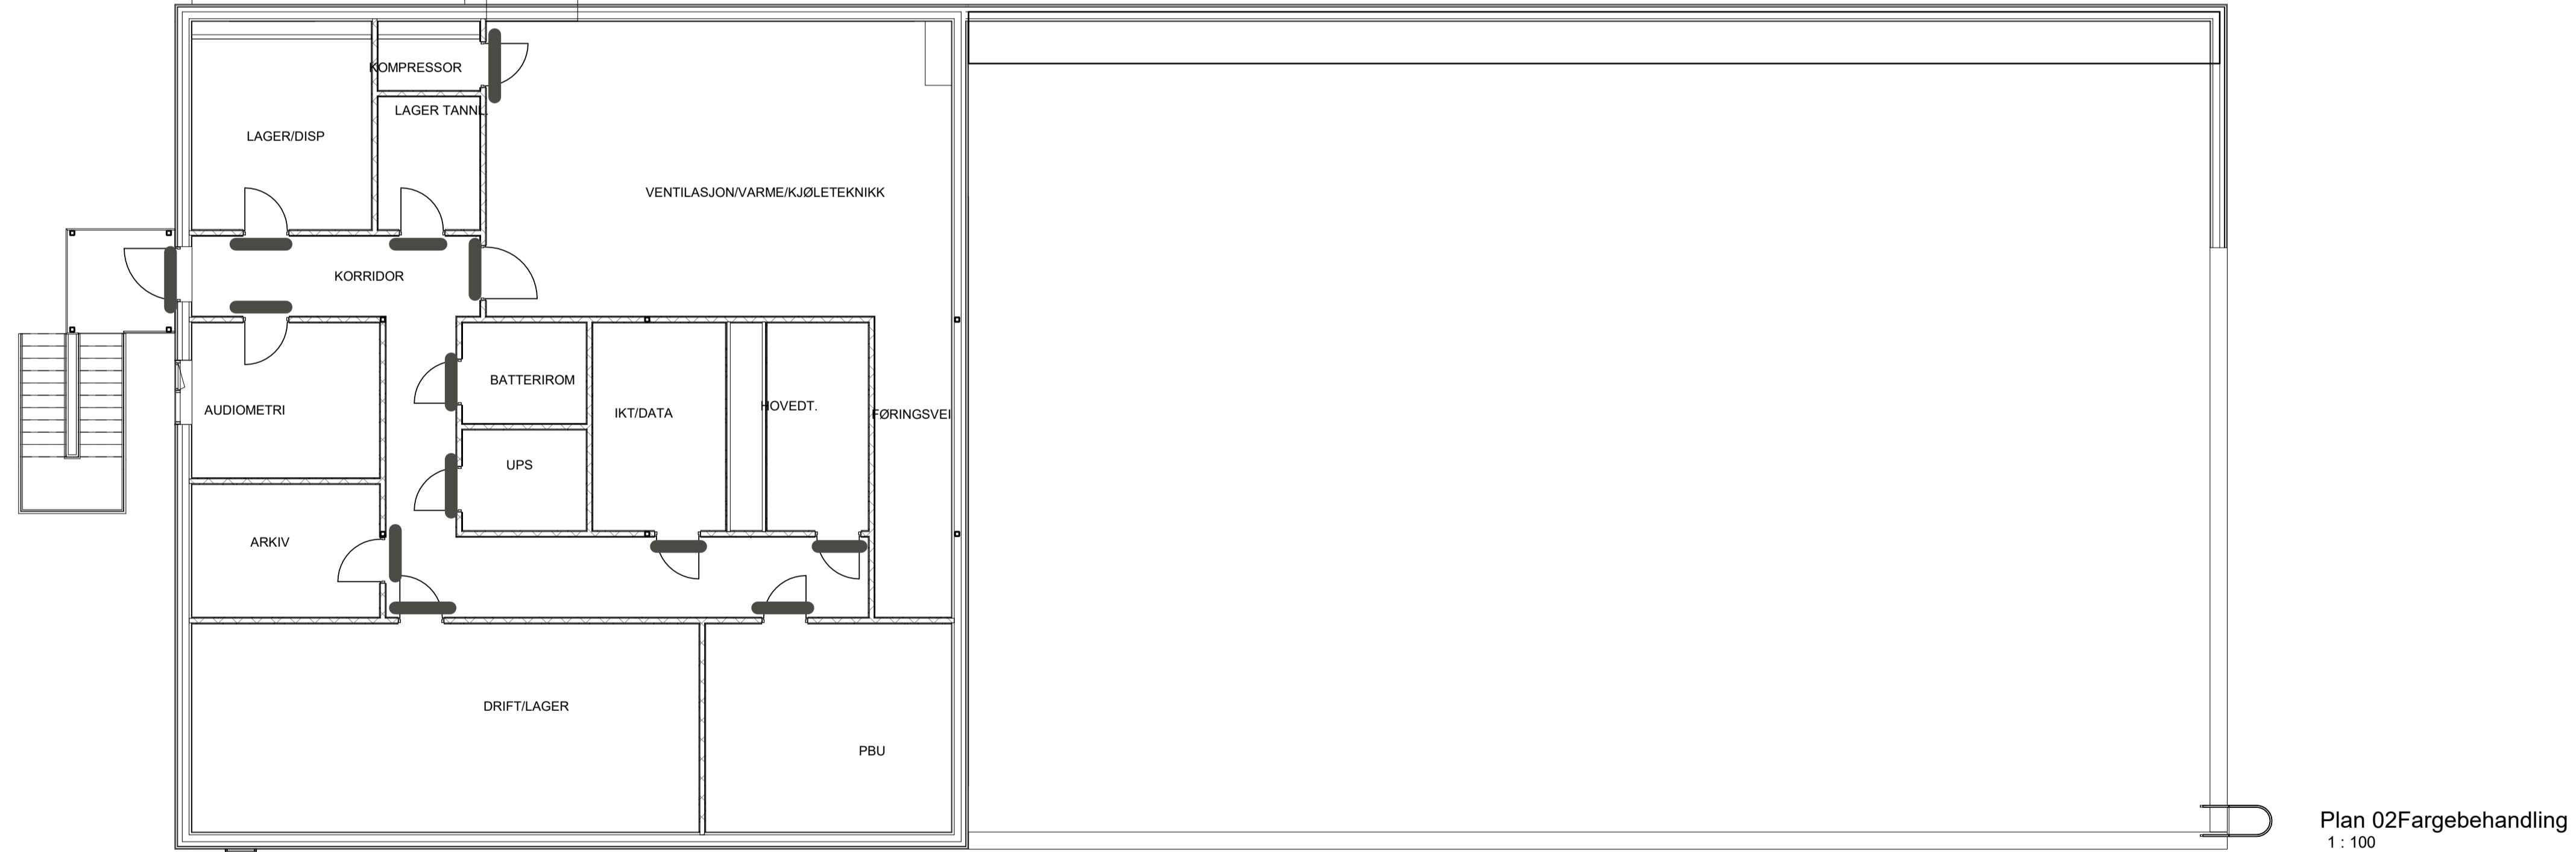 KOMPRESSOR
LAGER TANNL.
LAGER/DISP
VENTILASJON/VARME/KJØLETEKNIKK
KORRIDOR
BATTERIROM
AUDIOMETRI
IKT/DATA
HOVEDT.
FØRINGSVEI
UPS
ARKIV
DRIFT/LAGER
PBU
Plan 02Fargebehandling
1 : 100